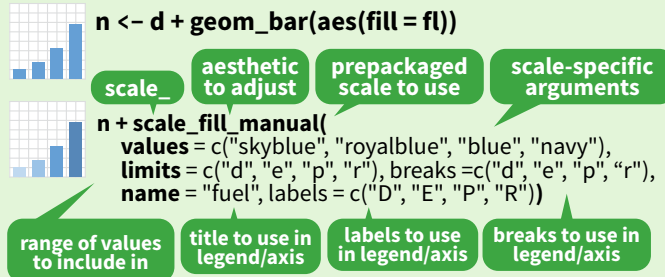 n <- d + geom_bar(aes(fill = fl))
scale_
aesthetic
to adjust
prepackaged
scale to use
scale-specific
arguments
n + scale_fill_manual(
values = c("skyblue", "royalblue", "blue", "navy"),
limits = c("d", "e", "p", "r"), breaks =c("d", "e", "p", “r"),
name = "fuel", labels = c("D", "E", "P", "R"))
range of values
to include in
title to use in
legend/axis
labels to use
in legend/axis
breaks to use in
legend/axis